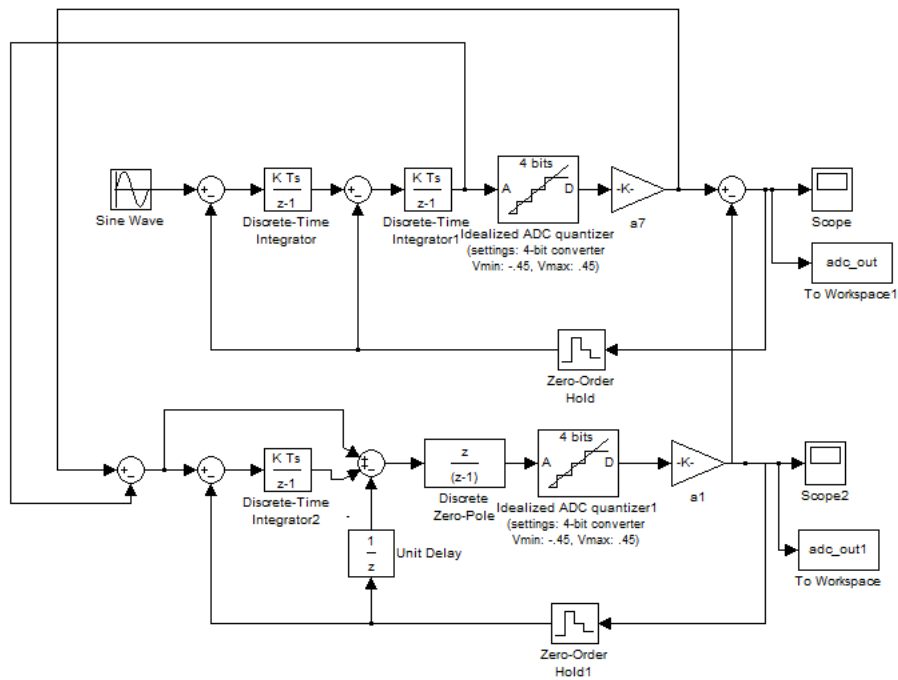 Sine Wave
K Ts
z-1
Discrete-Time
Integrator
K Ts
z-1
Discrete-Time
Integrator1
4 bits
A
D
Idealized ADC quantizer
(settings: 4-bit converter
Vmin: -.45, Vmax: .45)
-K-
a7
Scope
adc_out
To Workspace1
Zero-Order
Hold
K Ts
z-1
Discrete-Time
Integrator2
z
(z-1)
Discrete
Zero-Pole
4 bits
A
D
Idealized ADC quantizer1
(settings: 4-bit converter
Vmin: -.45, Vmax: .45)
-K-
a1
Scope2
adc_out1
To Workspace
1
z
Unit Delay
Zero-Order
Hold1